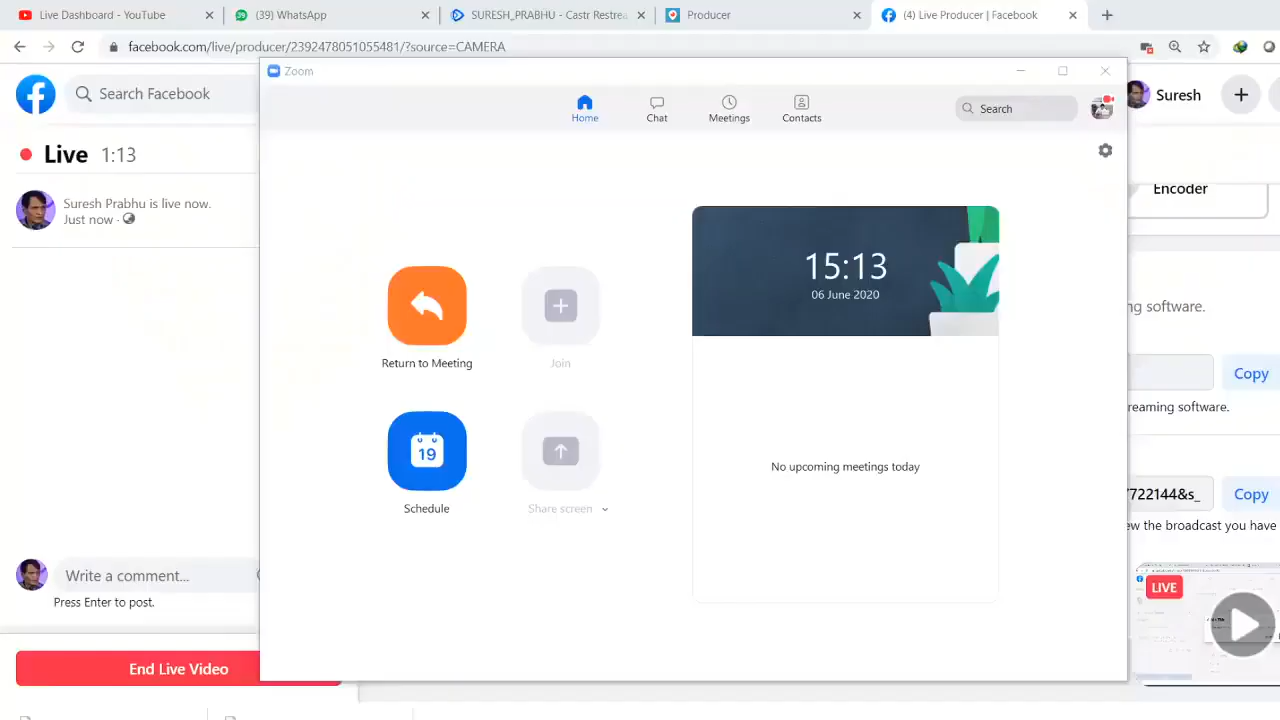 Live Dashboard - YouTube
(39) WhatsApp
SURESH_PRABHU - Castr Restrea
Producer
(4) Live Producer | Facebook
facebook.com/live/producer/2392478051055481/?source=CAMERA
Search Facebook
Suresh
Live 1:13
Suresh Prabhu is live now.
Just now ·
Write a comment...
Press Enter to post.
End Live Video
Zoom
Home
Chat
Meetings
Contacts
Search
Return to Meeting
Join
19
Schedule
Share screen
15:13
06 June 2020
No upcoming meetings today
Encoder
ng software.
Copy
reaming software.
722144&s_
Copy
ew the broadcast you have
LIVE